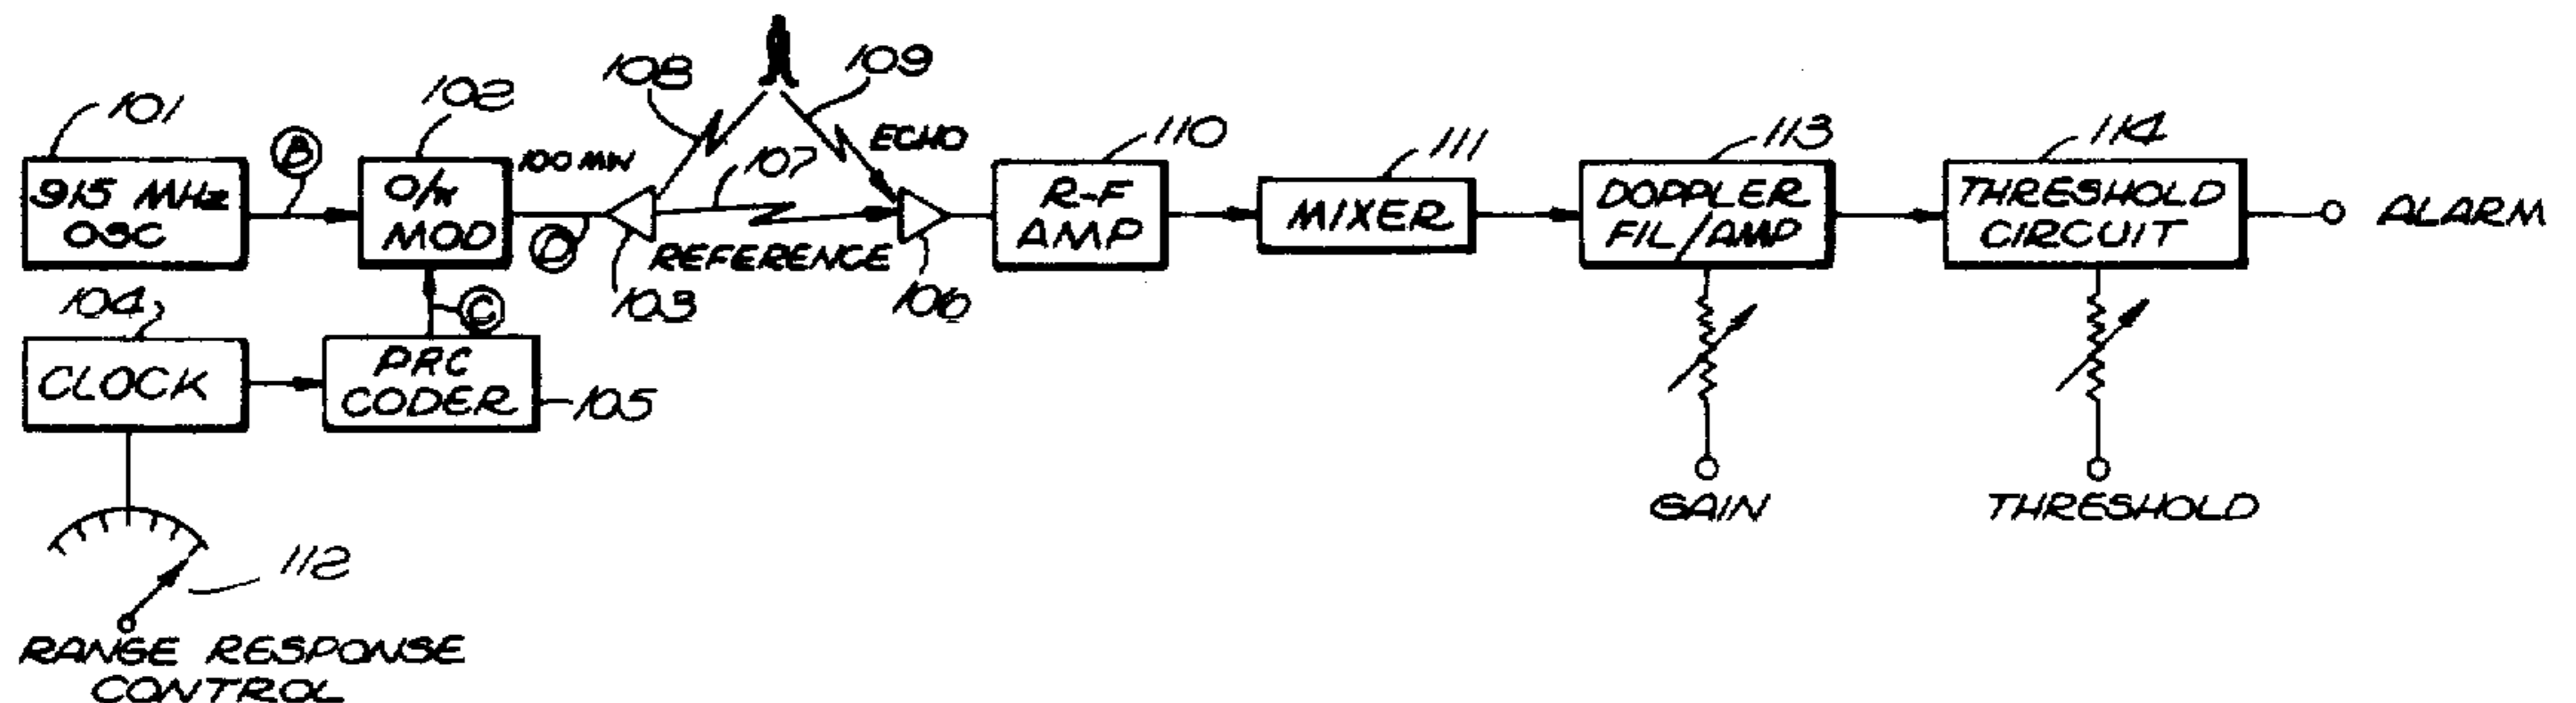 101
B
102
100 MW
108
109
ECHO
107
110
111
113
114
915 MHz
OSC
O/π
MOD
R-F
AMP
MIXER
DOPPLER
FIL/AMP
THRESHOLD
CIRCUIT
ALARM
D
REFERENCE
103
106
104
C
CLOCK
PRC
CODER
105
GAIN
THRESHOLD
112
RANGE RESPONSE
CONTROL